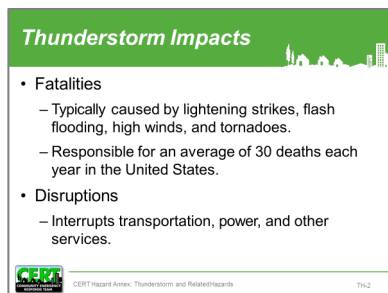 Thunderstorm Impacts
• Fatalities
– Typically caused by lightening strikes, flash
flooding, high winds, and tornadoes.
– Responsible for an average of 30 deaths each
year in the United States.
• Disruptions
– Interrupts transportation, power, and other
services.
CERT
COMMUNITY EMERGENCY
RESPONSE TEAM
CERT Hazard Annex: Thunderstorm and RelatedHazards
TH-2